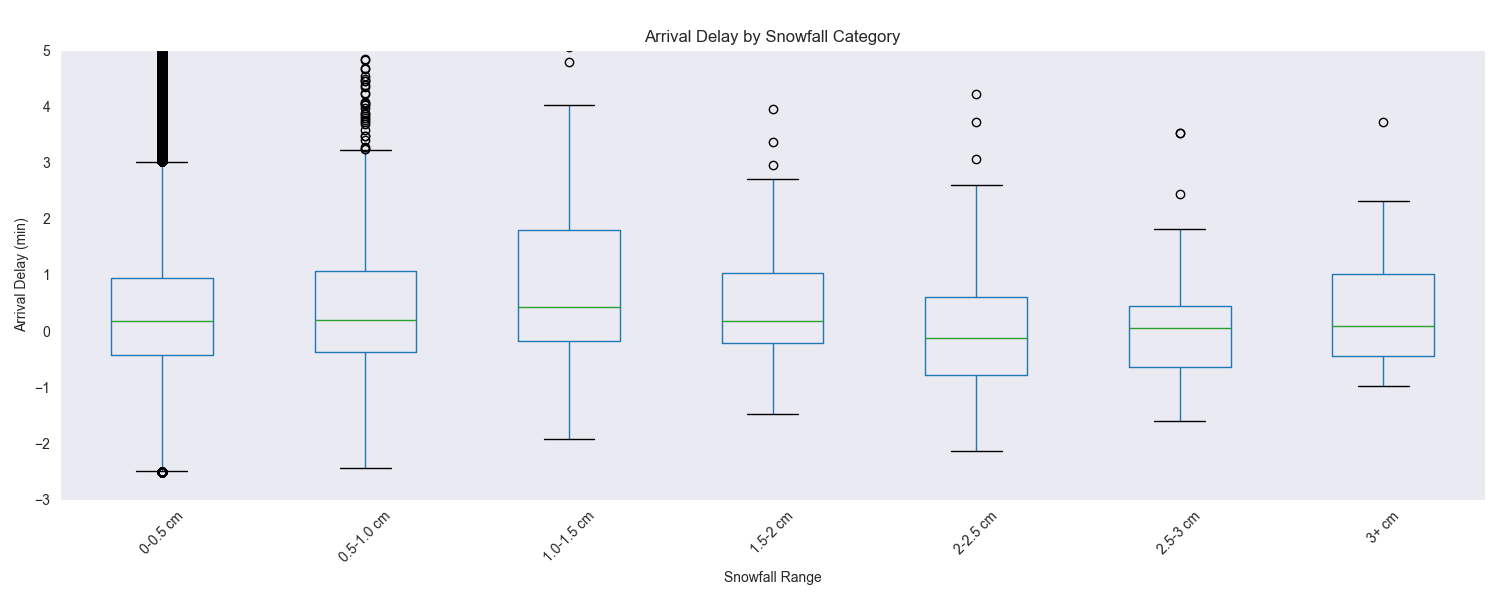 Arrival Delay by Snowfall Category
Arrival Delay (min)
5
4
3
2
1
0
−1
−2
−3
0-0.5 cm
0.5-1.0 cm
1.0-1.5 cm
1.5-2 cm
2-2.5 cm
2.5-3 cm
3+ cm
Snowfall Range